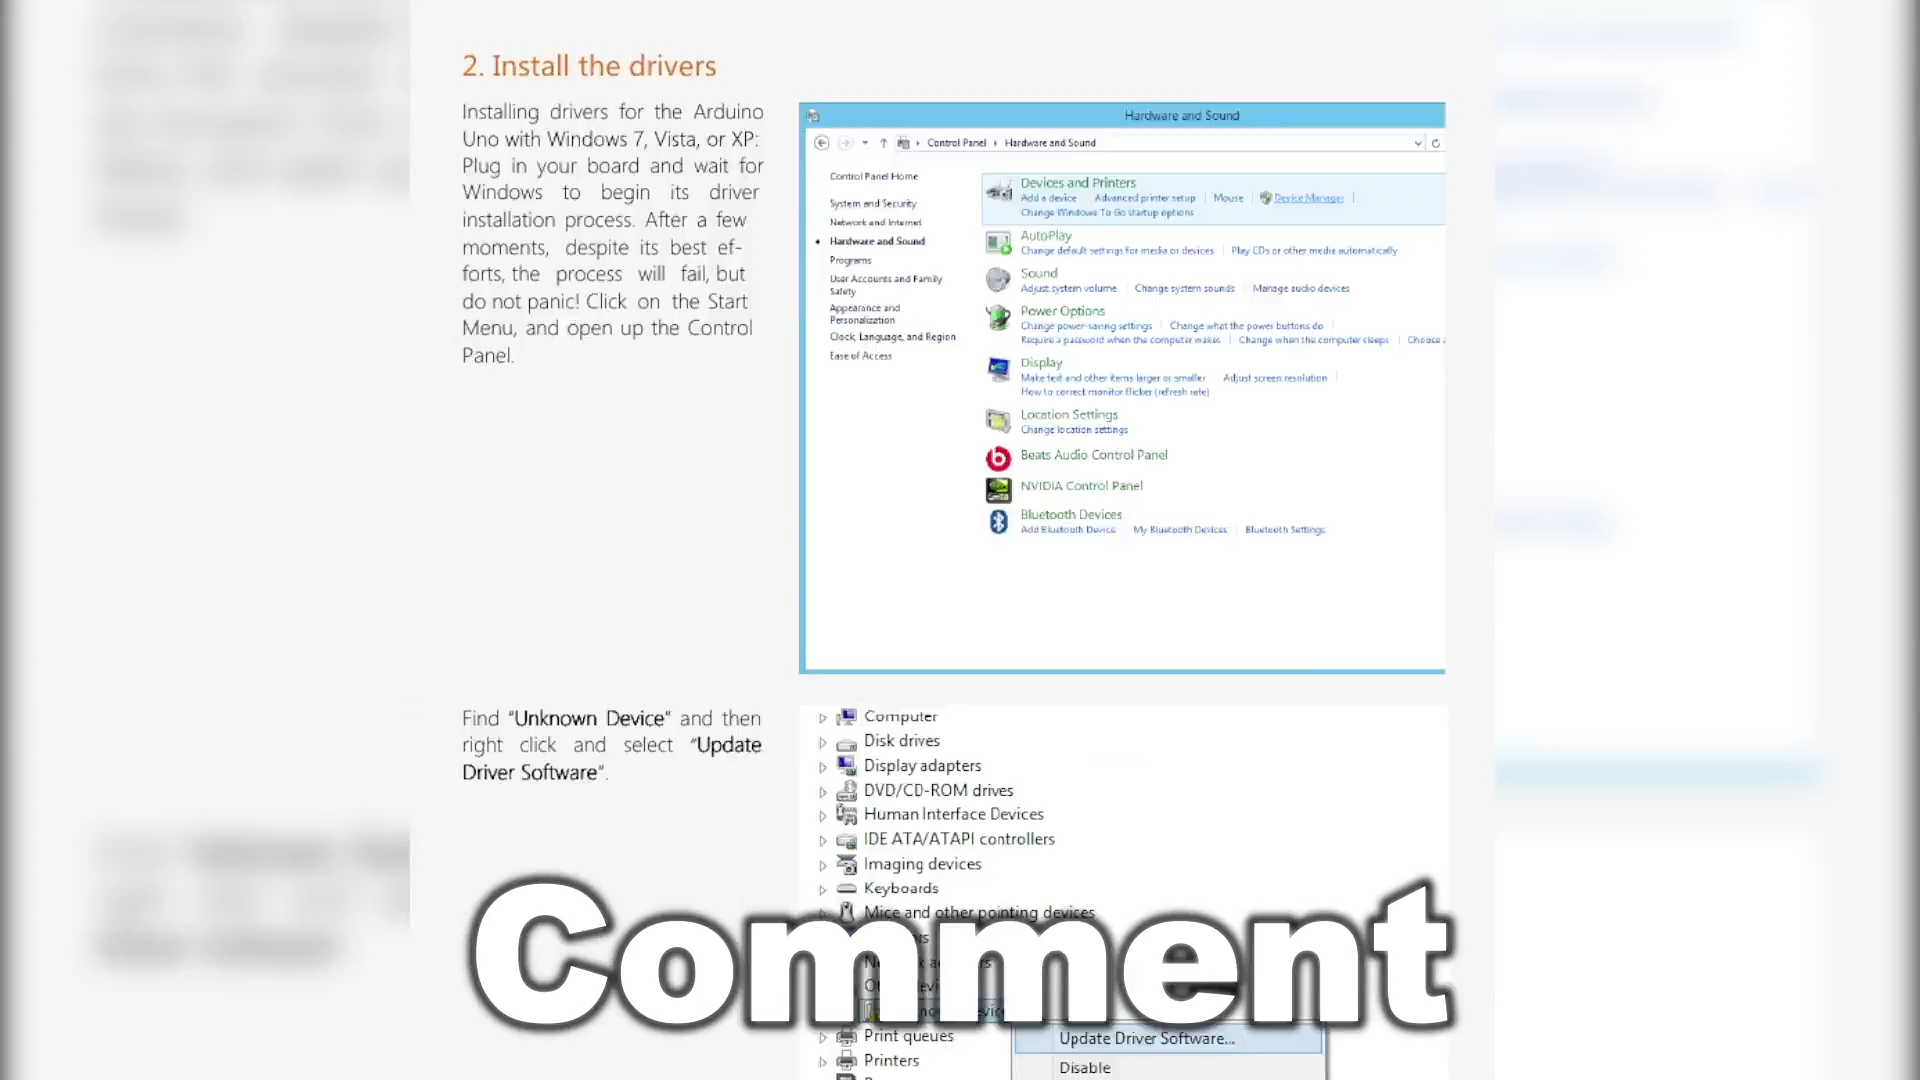 2. Install the drivers
Installing drivers for the Arduino
Uno with Windows 7, Vista, or XP:
Plug in your board and wait for
Windows to begin its driver
installation process. After a few
moments, despite its best ef-
forts, the process will fail, but
do not panic! Click on the Start
Menu, and open up the Control
Panel.
Hardware and Sound
Control Panel Hardware and Sound
Control Panel Home
System and Security
Network and Internet
Hardware and Sound
Programs
User Accounts and Family
Safety
Appearance and
Personalization
Clock, Language, and Region
Ease of Access
Devices and Printers
Add a device Advanced printer setup Mouse Device Manager
Change Windows To Go startup options
AutoPlay
Change default settings for media or devices Play CDs or other media automatically
Sound
Adjust system volume Change system sounds Manage audio devices
Power Options
Change power-saving settings Change what the power buttons do
Require a password when the computer wakes Change when the computer sleeps Choose a
Display
Make text and other items larger or smaller Adjust screen resolution
How to correct monitor flicker (refresh rate)
Location Settings
Change location settings
Beats Audio Control Panel
NVIDIA Control Panel
Bluetooth Devices
Add Bluetooth Device My Bluetooth Devices Bluetooth Settings
Find “Unknown Device” and then
right click and select “Update
Driver Software”.
Computer
Disk drives
Display adapters
DVD/CD-ROM drives
Human Interface Devices
IDE ATA/ATAPI controllers
Imaging devices
Keyboards
Mice and other pointing devices
Print queues
Printers
Update Driver Software...
Disable
Comment